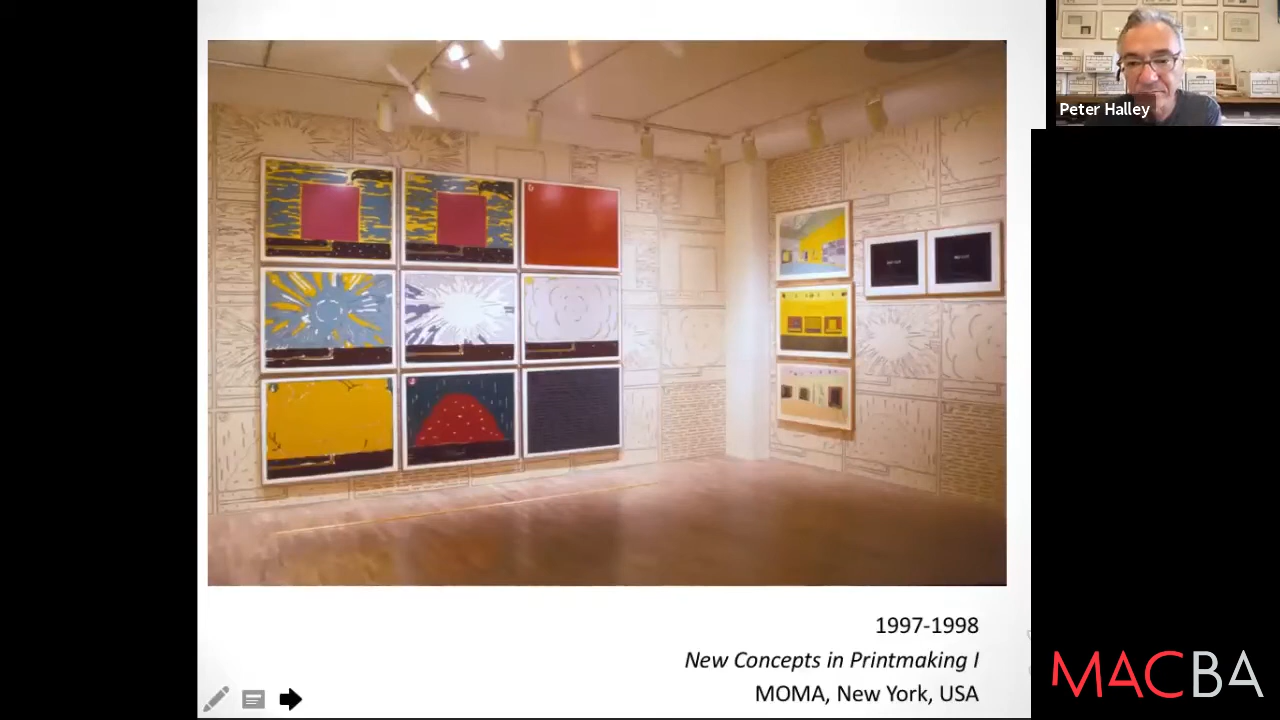 Peter Halley
1997-1998
New Concepts in Printmaking I
MOMA, New York, USA
MACBA